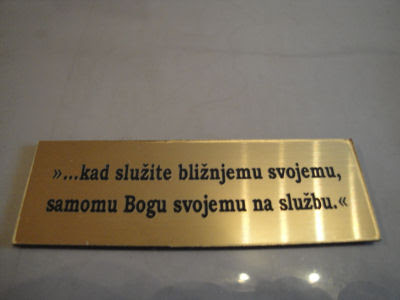 »...kad služite bližnjemu svojemu,
samomu Bogu svojemu na službu.«